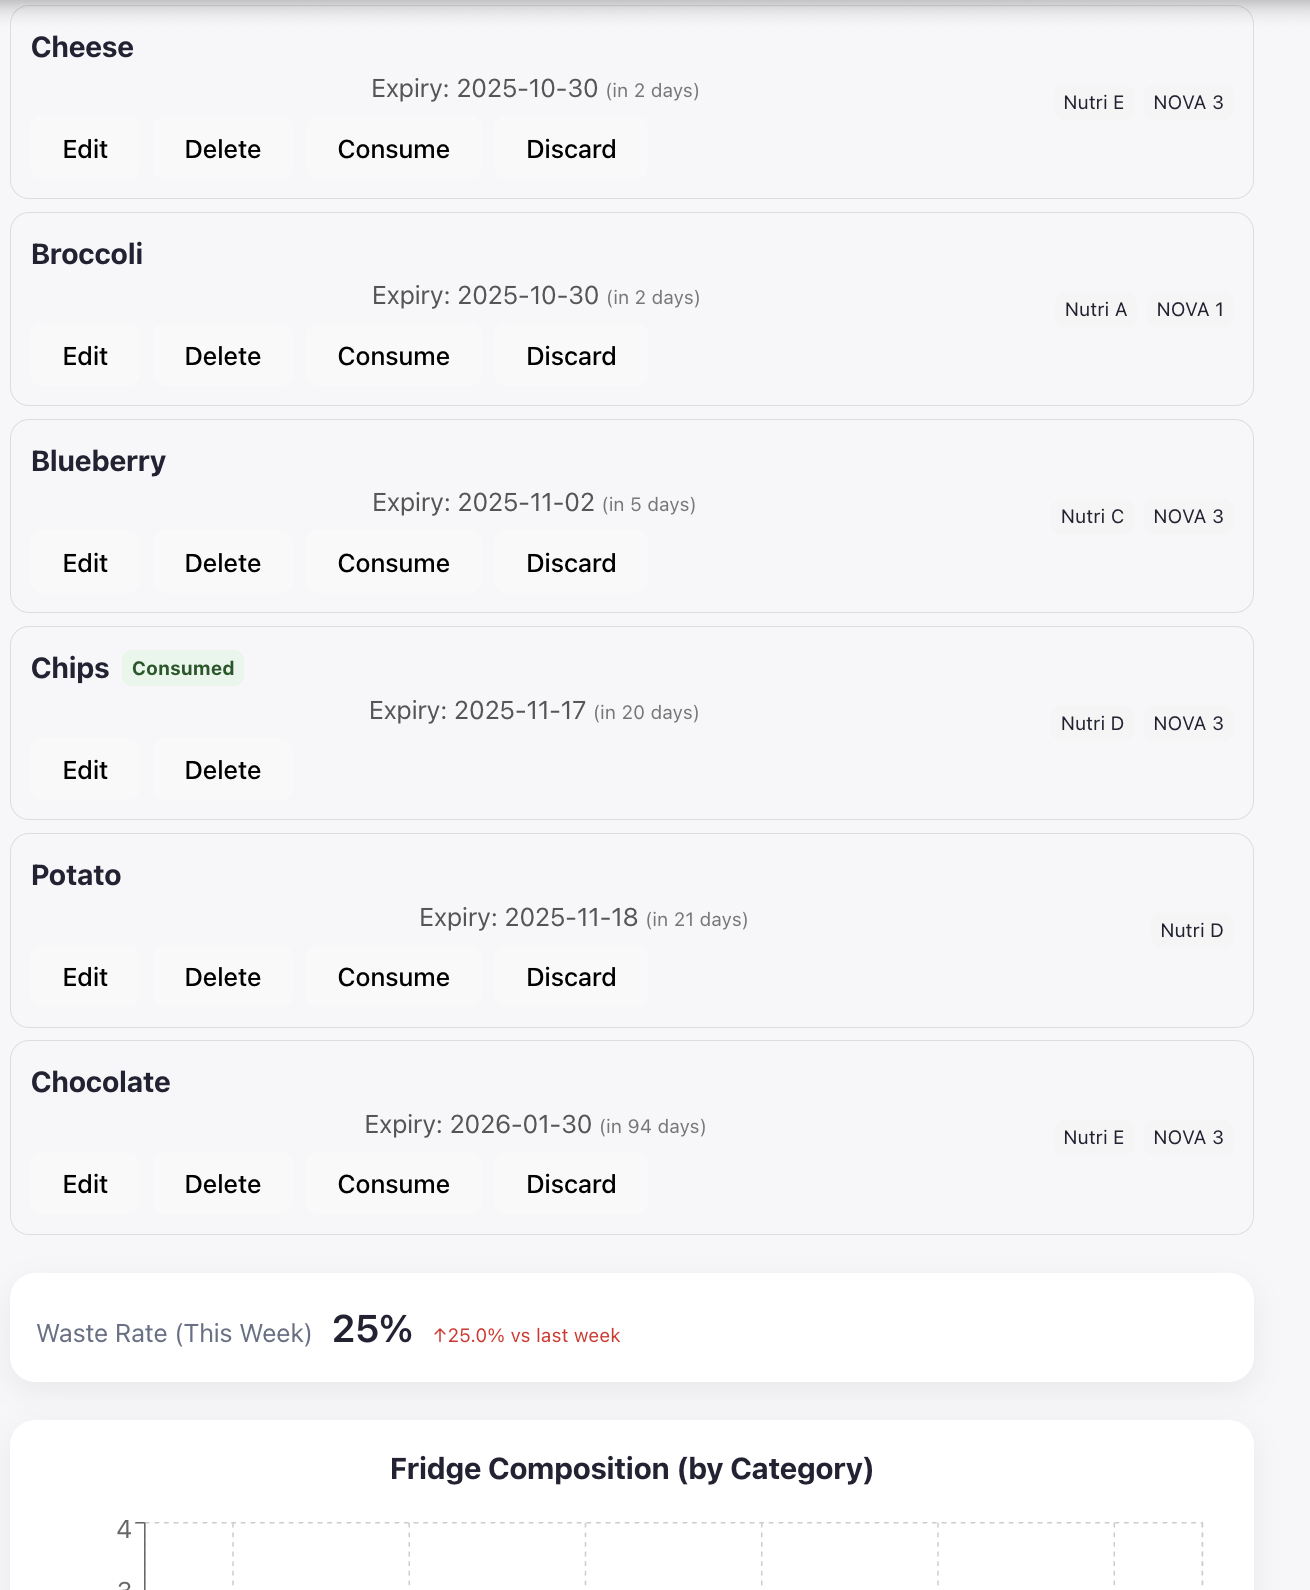 Cheese
Expiry: 2025-10-30 (in 2 days)
Nutri E NOVA 3
Edit Delete Consume Discard
Broccoli
Expiry: 2025-10-30 (in 2 days)
Nutri A NOVA 1
Edit Delete Consume Discard
Blueberry
Expiry: 2025-11-02 (in 5 days)
Nutri C NOVA 3
Edit Delete Consume Discard
Chips Consumed
Expiry: 2025-11-17 (in 20 days)
Nutri D NOVA 3
Edit Delete
Potato
Expiry: 2025-11-18 (in 21 days)
Nutri D
Edit Delete Consume Discard
Chocolate
Expiry: 2026-01-30 (in 94 days)
Nutri E NOVA 3
Edit Delete Consume Discard
Waste Rate (This Week) 25% ↑25.0% vs last week
Fridge Composition (by Category)
4